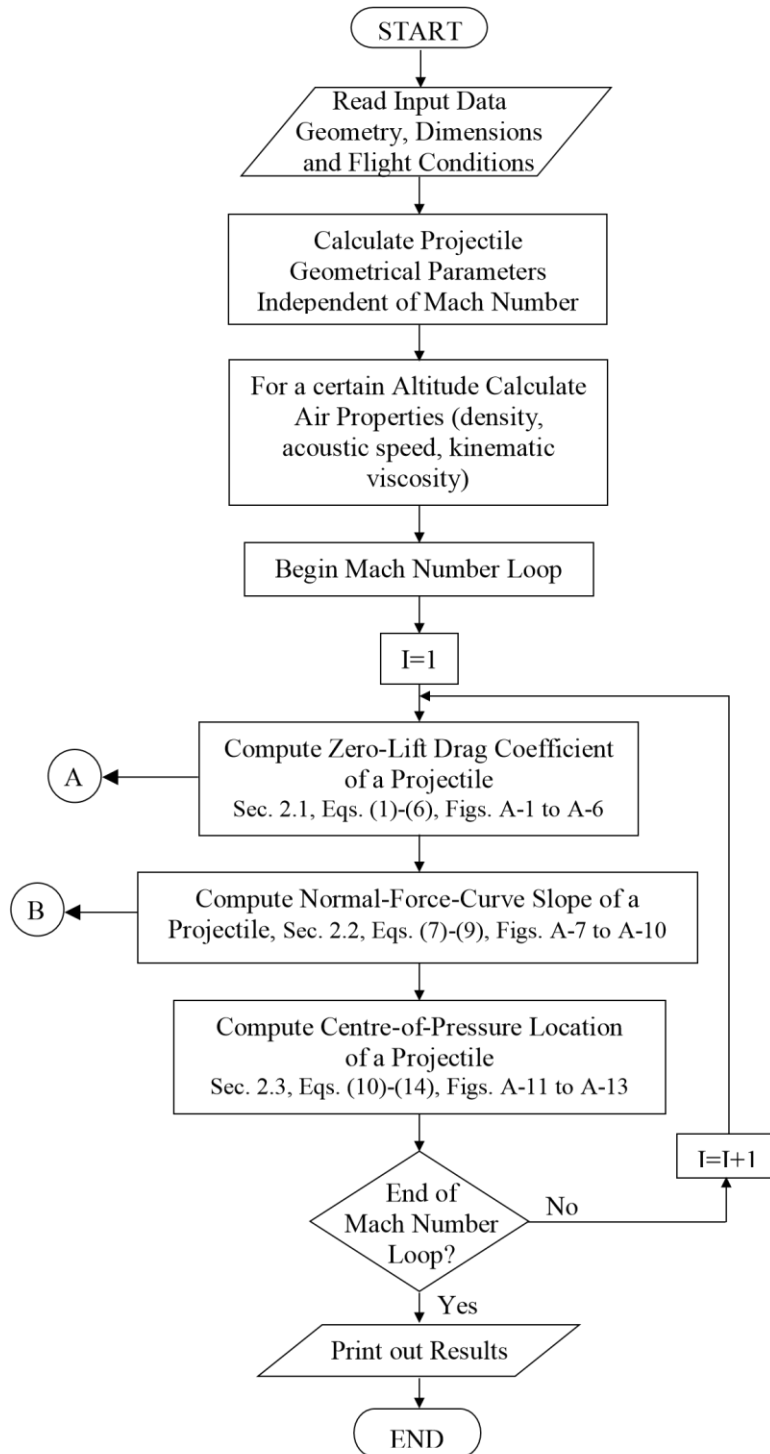 START
Read Input Data
Geometry, Dimensions
and Flight Conditions
Calculate Projectile
Geometrical Parameters
Independent of Mach Number
For a certain Altitude Calculate
Air Properties (density,
acoustic speed, kinematic
viscosity)
Begin Mach Number Loop
I=1
A
Compute Zero-Lift Drag Coefficient
of a Projectile
Sec. 2.1, Eqs. (1)-(6), Figs. A-1 to A-6
B
Compute Normal-Force-Curve Slope of a
Projectile, Sec. 2.2, Eqs. (7)-(9), Figs. A-7 to A-10
Compute Centre-of-Pressure Location
of a Projectile
Sec. 2.3, Eqs. (10)-(14), Figs. A-11 to A-13
I=I+1
End of
Mach Number
Loop?
No
Yes
Print out Results
END